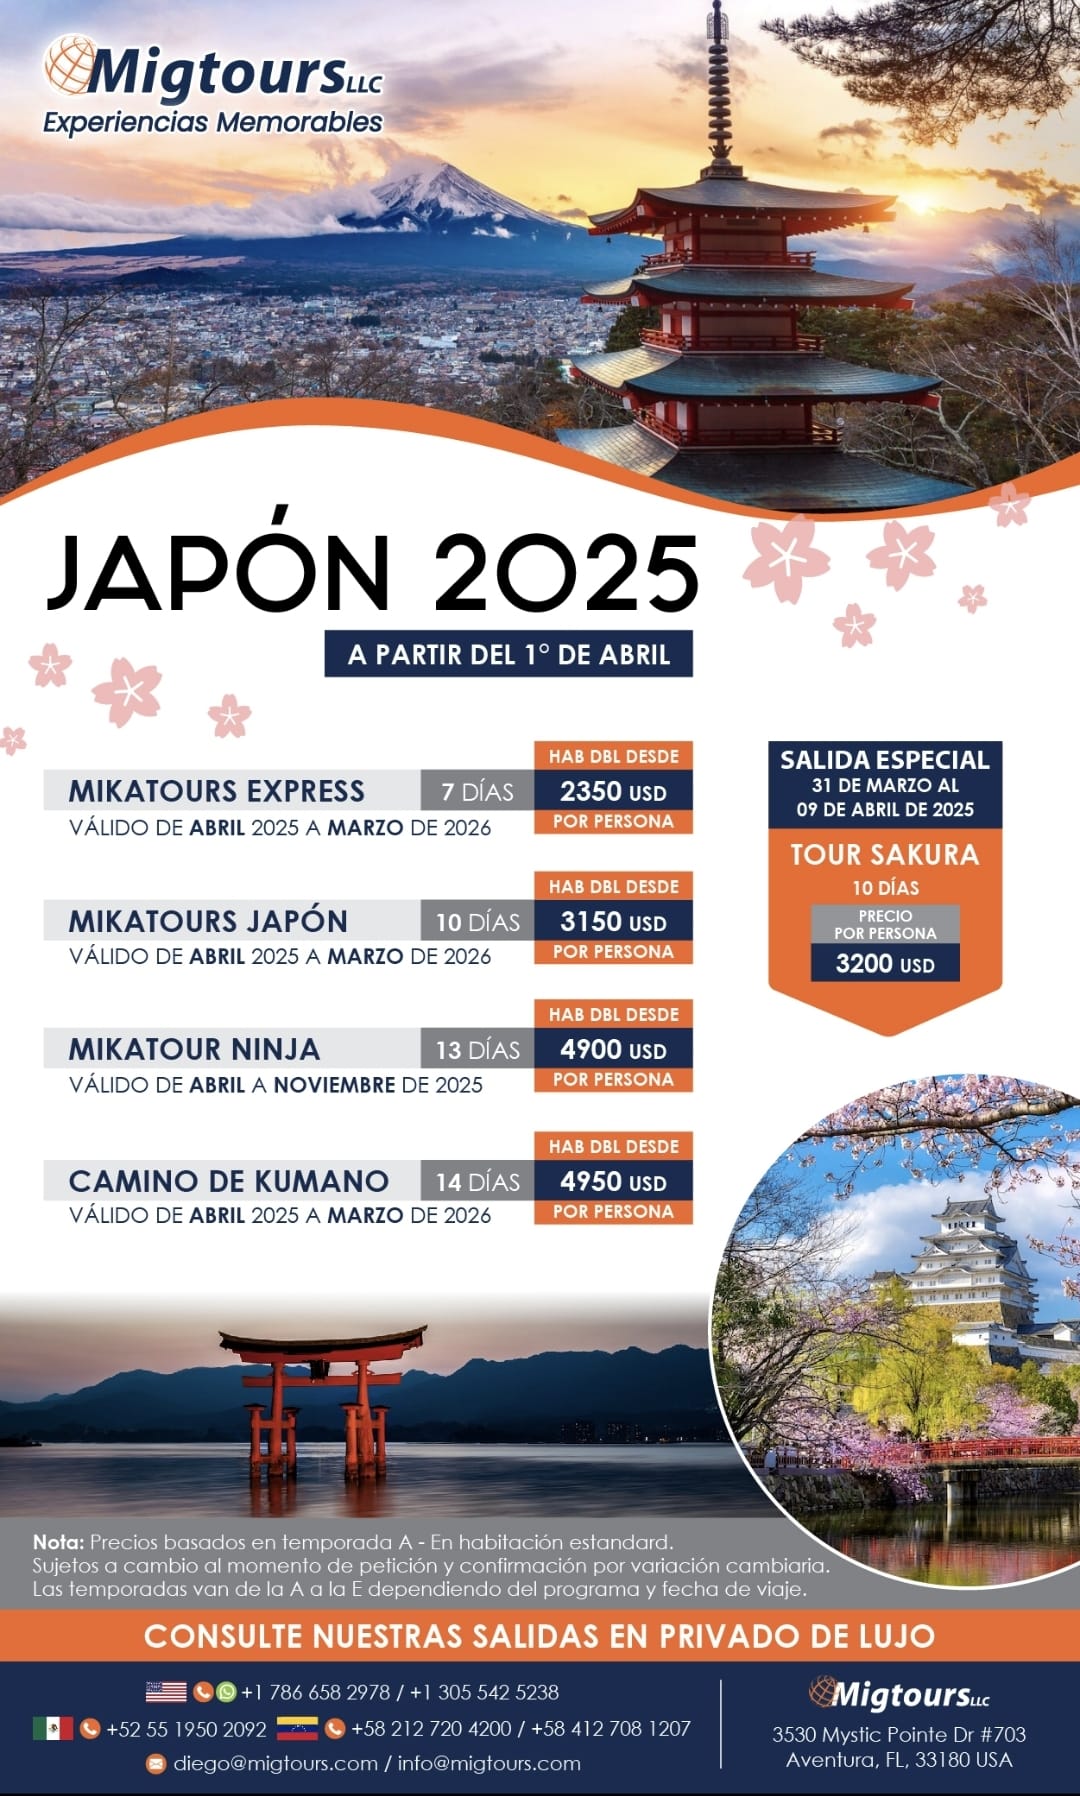 Migtours LLC
Experiencias Memorables
JAPÓN 2025
A PARTIR DEL 1° DE ABRIL
HAB DBL DESDE
MIKATOURS EXPRESS 7 DÍAS 2350 USD
POR PERSONA
VÁLIDO DE ABRIL 2025 A MARZO DE 2026
HAB DBL DESDE
MIKATOURS JAPÓN 10 DÍAS 3150 USD
POR PERSONA
VÁLIDO DE ABRIL 2025 A MARZO DE 2026
HAB DBL DESDE
MIKATOUR NINJA 13 DÍAS 4900 USD
POR PERSONA
VÁLIDO DE ABRIL A NOVIEMBRE DE 2025
HAB DBL DESDE
CAMINO DE KUMANO 14 DÍAS 4950 USD
POR PERSONA
VÁLIDO DE ABRIL 2025 A MARZO DE 2026
SALIDA ESPECIAL
31 DE MARZO AL
09 DE ABRIL DE 2025
TOUR SAKURA
10 DÍAS
PRECIO
POR PERSONA
3200 USD
Nota: Precios basados en temporada A - En habitación estandard.
Sujetos a cambio al momento de petición y confirmación por variación cambiaria.
Las temporadas van de la A a la E dependiendo del programa y fecha de viaje.
CONSULTE NUESTRAS SALIDAS EN PRIVADO DE LUJO
+1 786 658 2978 / +1 305 542 5238
+52 55 1950 2092 +58 212 720 4200 / +58 412 708 1207
diego@migtours.com / info@migtours.com
Migtours LLC
3530 Mystic Pointe Dr #703
Aventura, FL, 33180 USA